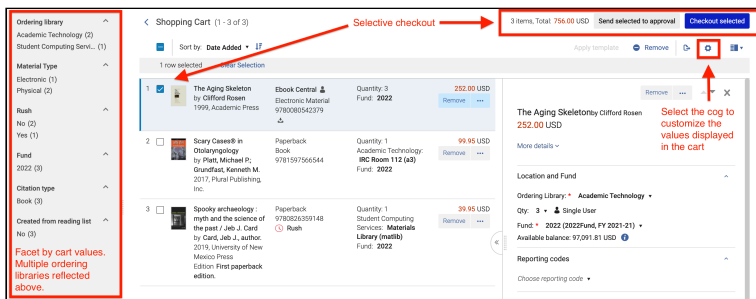 Ordering library
Academic Technology (2)
Student Computing Servi... (1)
Material Type
Electronic (1)
Physical (2)
Rush
No (2)
Yes (1)
Fund
2022 (3)
Citation type
Book (3)
Created from reading list
No (3)
Facet by cart values.
Multiple ordering
libraries reflected
above.
Shopping Cart (1 - 3 of 3)
Selective checkout
3 items, Total: 756.00 USD
Send selected to approval
Checkout selected
Sort by: Date Added
Apply template
Remove
1 row selected
Clear Selection
1
The Aging Skeleton
by Clifford Rosen
1999, Academic Press
Ebook Central
Electronic Material
9780080542379
Quantity: 3
Fund: 2022
252.00 USD
Remove
2
Scary Cases® in
Otolaryngology
by Platt, Michael P.;
Grundfast, Kenneth M.
2017, Plural Publishing,
Inc.
Paperback
Book
9781597566544
Quantity: 1
Academic Technology:
IRC Room 112 (a3)
Fund: 2022
99.95 USD
Remove
3
Spooky archaeology :
myth and the science of
the past / Jeb J. Card
by Card, Jeb J., author.
2019, University of New
Mexico Press
Edition First paperback
edition.
Paperback
9780826359148
Rush
Quantity: 1
Student Computing
Services: Materials
Library (matlib)
Fund: 2022
39.95 USD
Remove
Remove
The Aging Skeletonby Clifford Rosen
252.00 USD
More details
Select the cog to
customize the
values displayed
in the cart
Location and Fund
Ordering Library: * Academic Technology
Qty: 3 Single User
Fund: * 2022 (2022Fund, FY 2021-21)
Available balance: 97,091.81 USD
Reporting codes
Choose reporting code